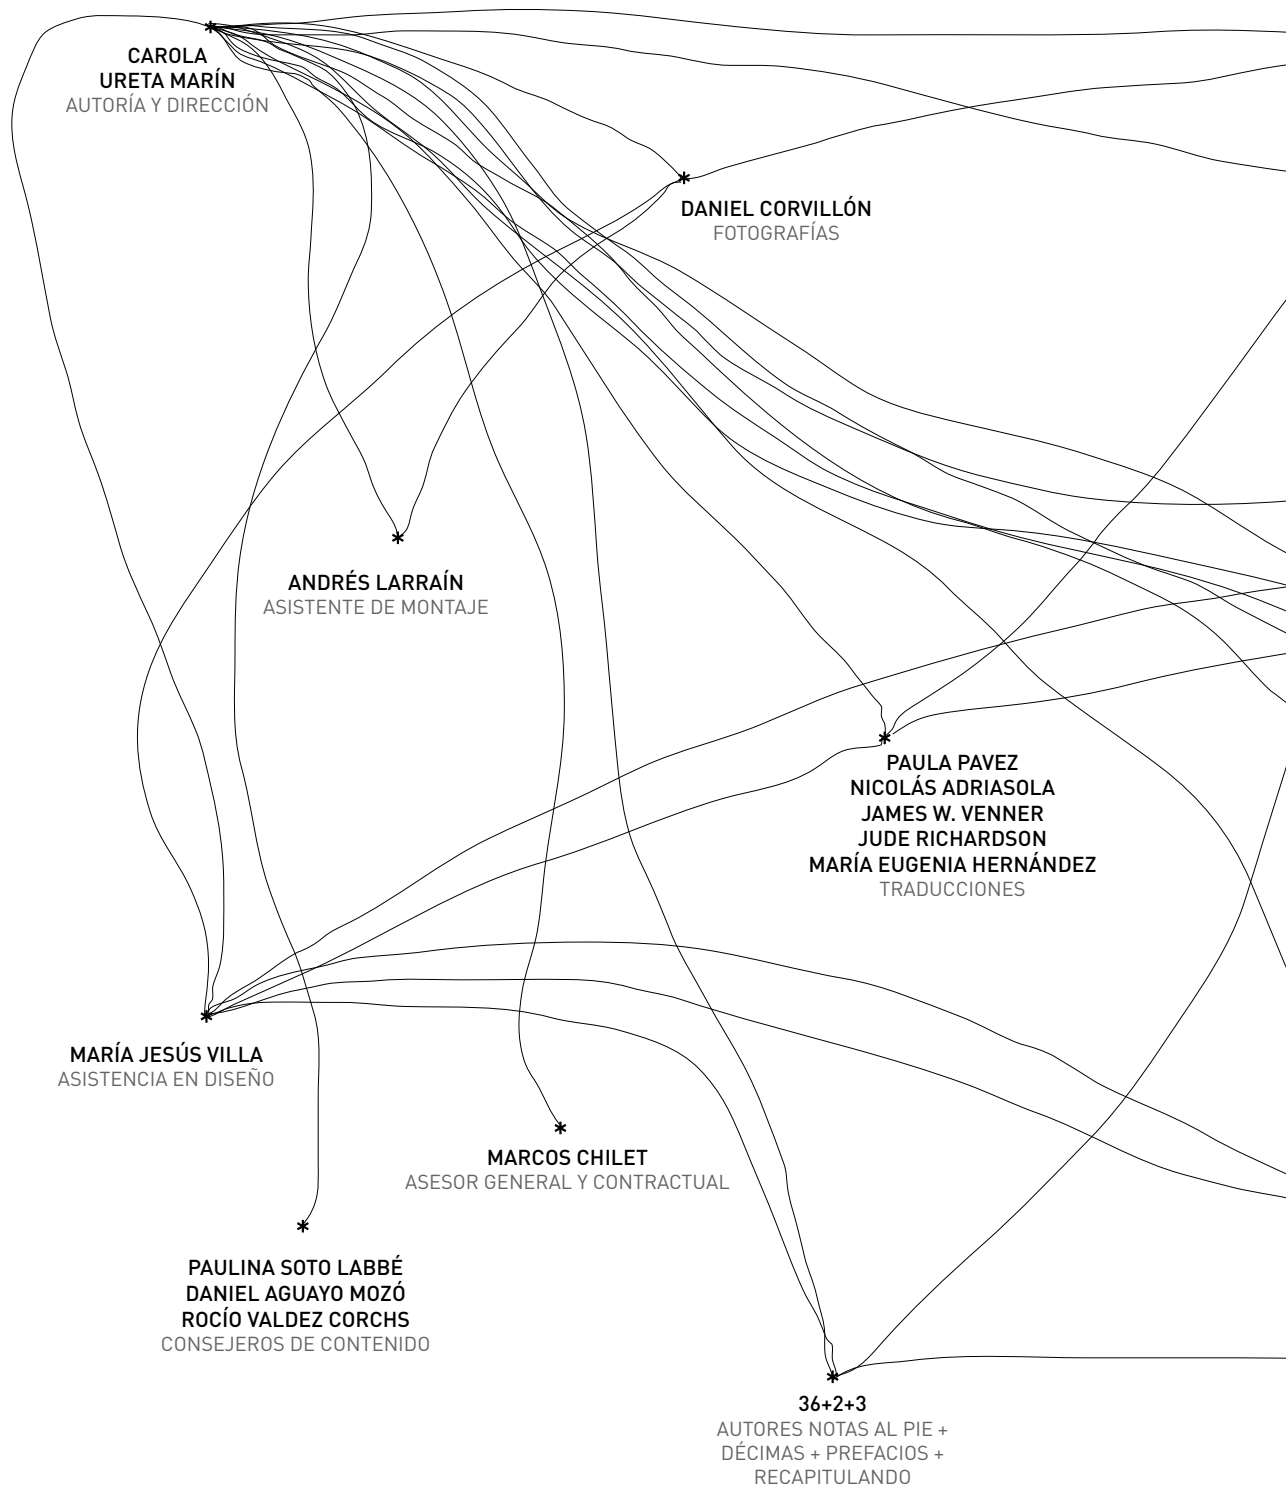 CAROLA
URETA MARÍN
AUTORÍA Y DIRECCIÓN
DANIEL CORVILLÓN
FOTOGRAFÍAS
ANDRÉS LARRAÍN
ASISTENTE DE MONTAJE
PAULA PAVEZ
NICOLÁS ADRIASOLA
JAMES W. VENNER
JUDE RICHARDSON
MARÍA EUGENIA HERNÁNDEZ
TRADUCCIONES
MARÍA JESÚS VILLA
ASISTENCIA EN DISEÑO
MARCOS CHILET
ASESOR GENERAL Y CONTRACTUAL
PAULINA SOTO LABBÉ
DANIEL AGUAYO MOZÓ
ROCÍO VALDEZ CORCHS
CONSEJEROS DE CONTENIDO
36+2+3
AUTORES NOTAS AL PIE +
DÉCIMAS + PREFACIOS +
RECAPITULANDO